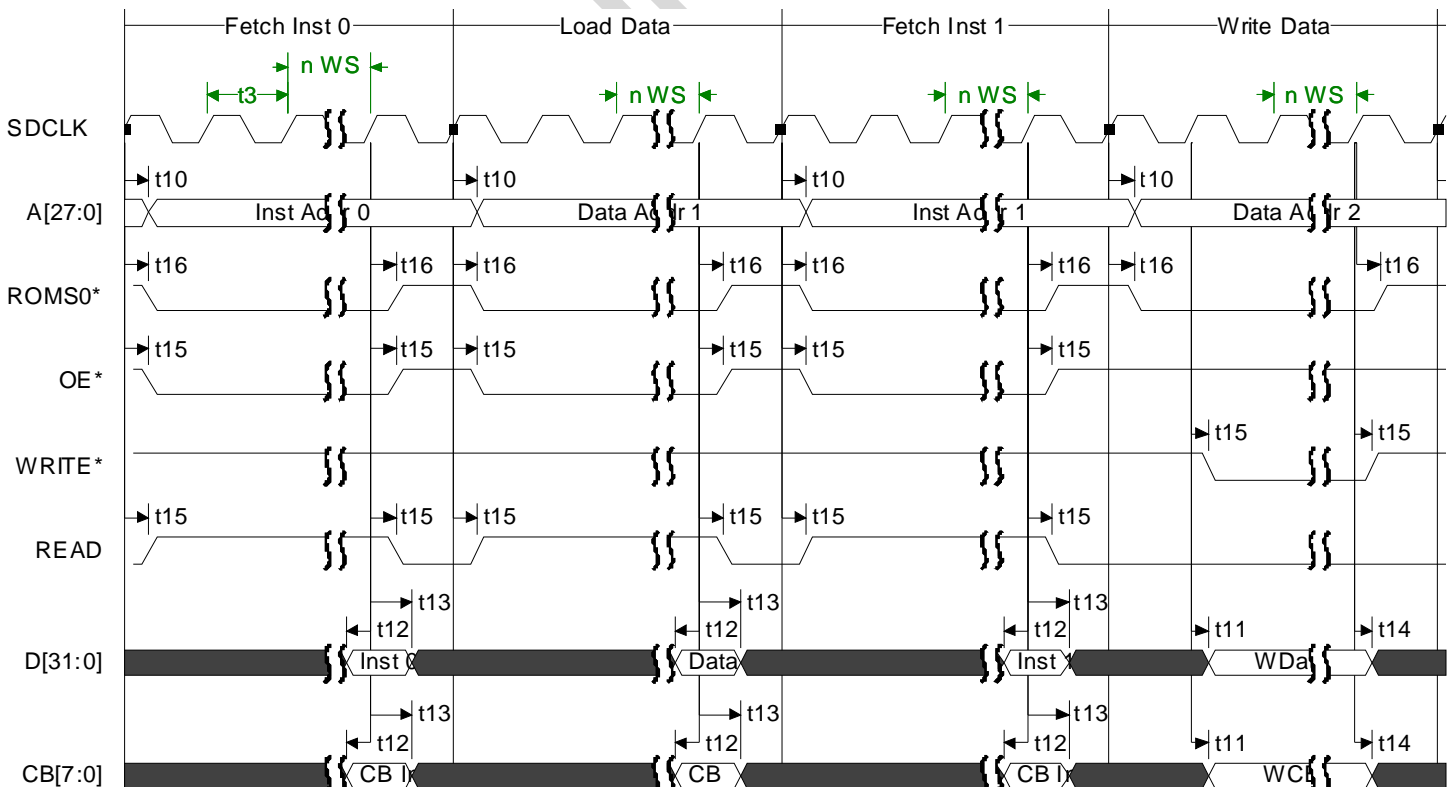 Fetch Inst 0 Load Data Fetch Inst 1 Write Data
n WS
t3 n WS n WS n WS
SDCLK
t10 t10 t10 t10
A[27:0] Inst Ad r 0 Data Ad r 1 Inst Ad r 1 Data A r 2
t16 t16 t16 t16 t16 t16 t16 t16
ROMS0*
t15 t15 t15 t15 t15 t15
OE*
t15 t15
WRITE*
t15 t15 t15 t15 t15 t15
READ
t13 t13 t13
t12 t12 t12 t11 t14
D[31:0] Inst 0 Data Inst 1 WDa
t13 t13 t13
t12 t12 t12 t11 t14
CB[7:0] CB In CB CB In WCB